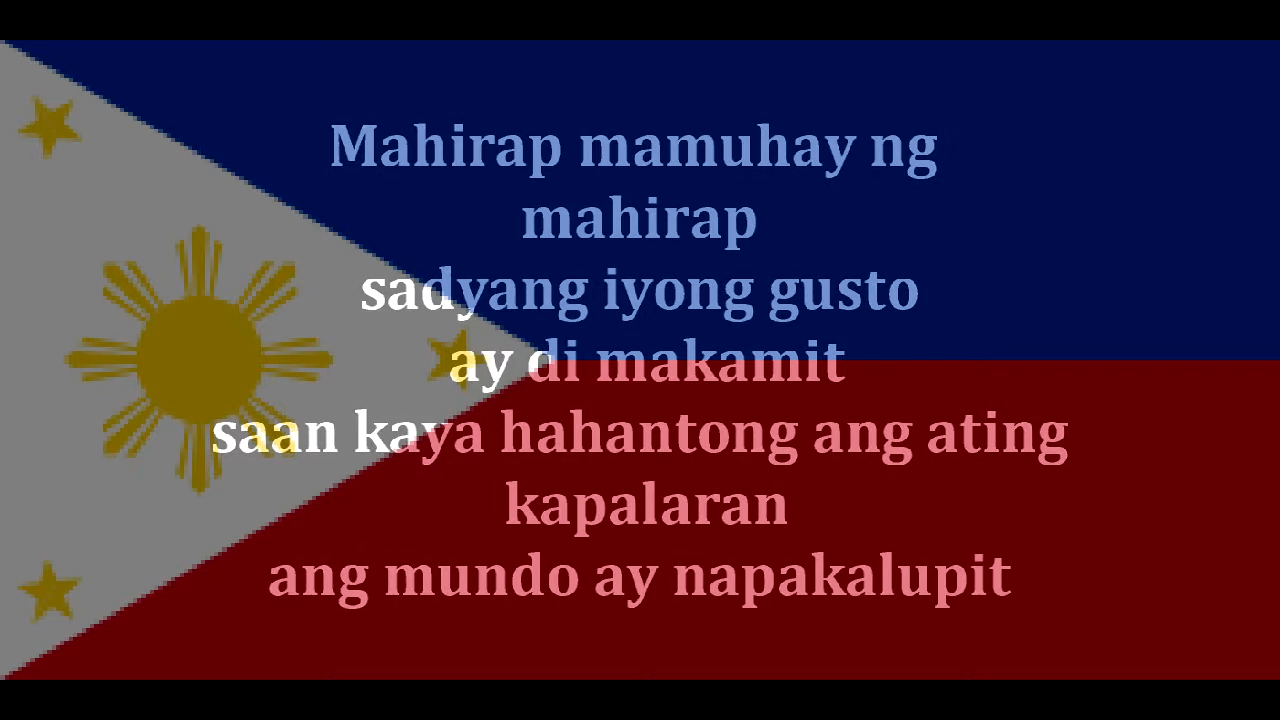 Mahirap mamuhay ng
mahirap
sadyang iyong gusto
ay di makamit
saan kaya hahantong ang ating
kapalaran
ang mundo ay napakalupit